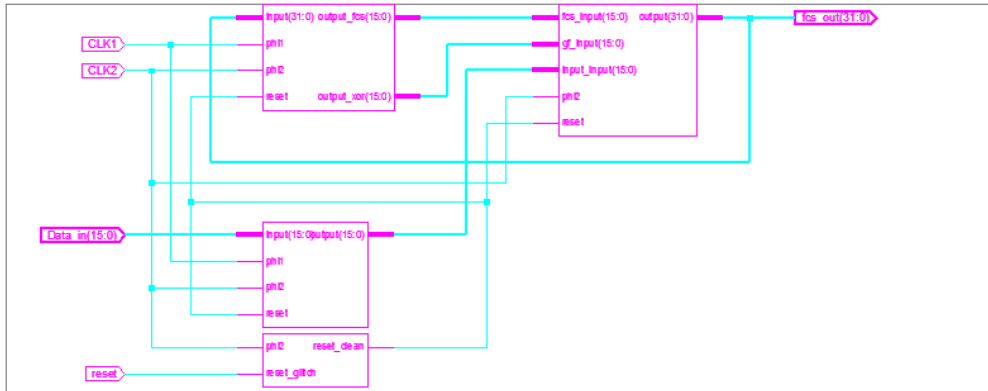 input(31:0) output_fcs(15:0)
fcs_input(15:0) output(31:0)
fcs_out(31:0)
CLK1
phi1
gf_input(15:0)
CLK2
phi2
input_input(15:0)
reset
output_xor(15:0)
phi2
reset
Data_in(15:0)
input(15:0)
output(15:0)
phi1
phi2
reset
phi2
reset_clean
reset
reset_glitch